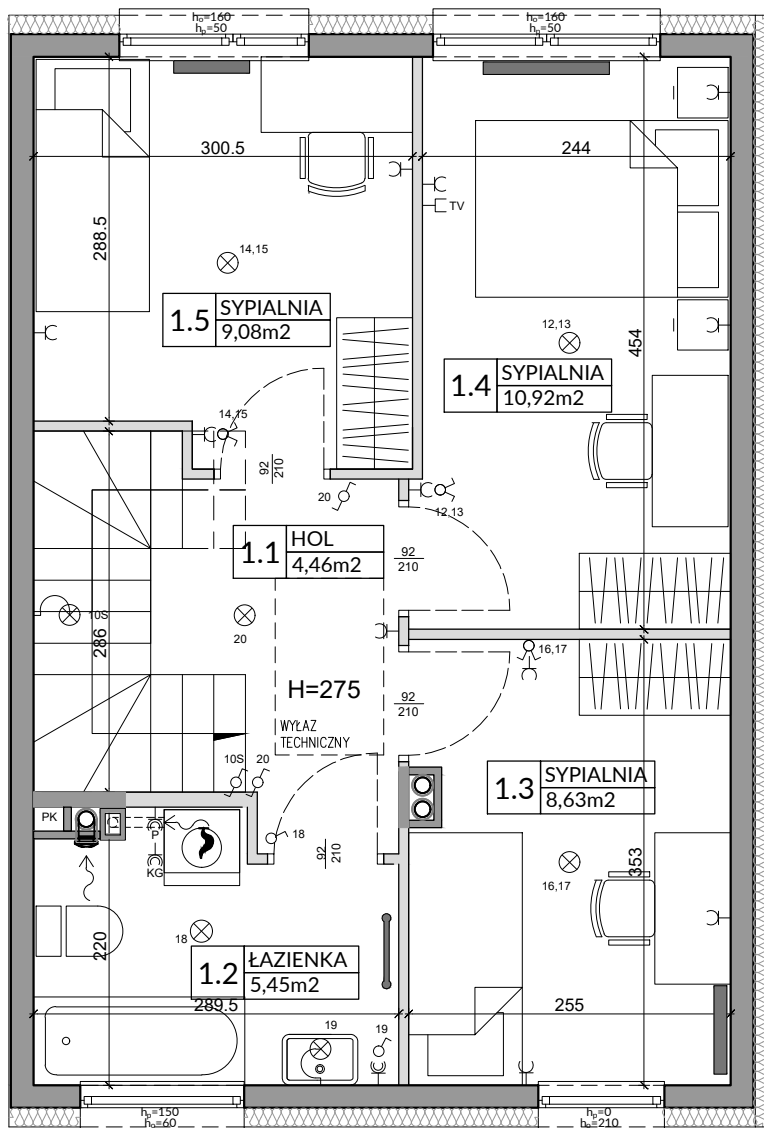 h₀=160
hₚ=50
h₀=160
hₚ=50
300.5
244
288.5
TV
14,15
1.5
SYPIALNIA
9,08m2
12,13
454
1.4
SYPIALNIA
10,92m2
14,15
92
210
20
12,13
1.1
HOL
4,46m2
92
210
10S
20
286
16,17
H=275
92
210
WYŁAZ
TECHNICZNY
10S
20
1.3
SYPIALNIA
8,63m2
PK
P
18
92
210
KG
16,17
353
18
220
1.2
ŁAZIENKA
5,45m2
289.5
255
19
19
hₚ=150
h₀=60
hₚ=0
h₀=210